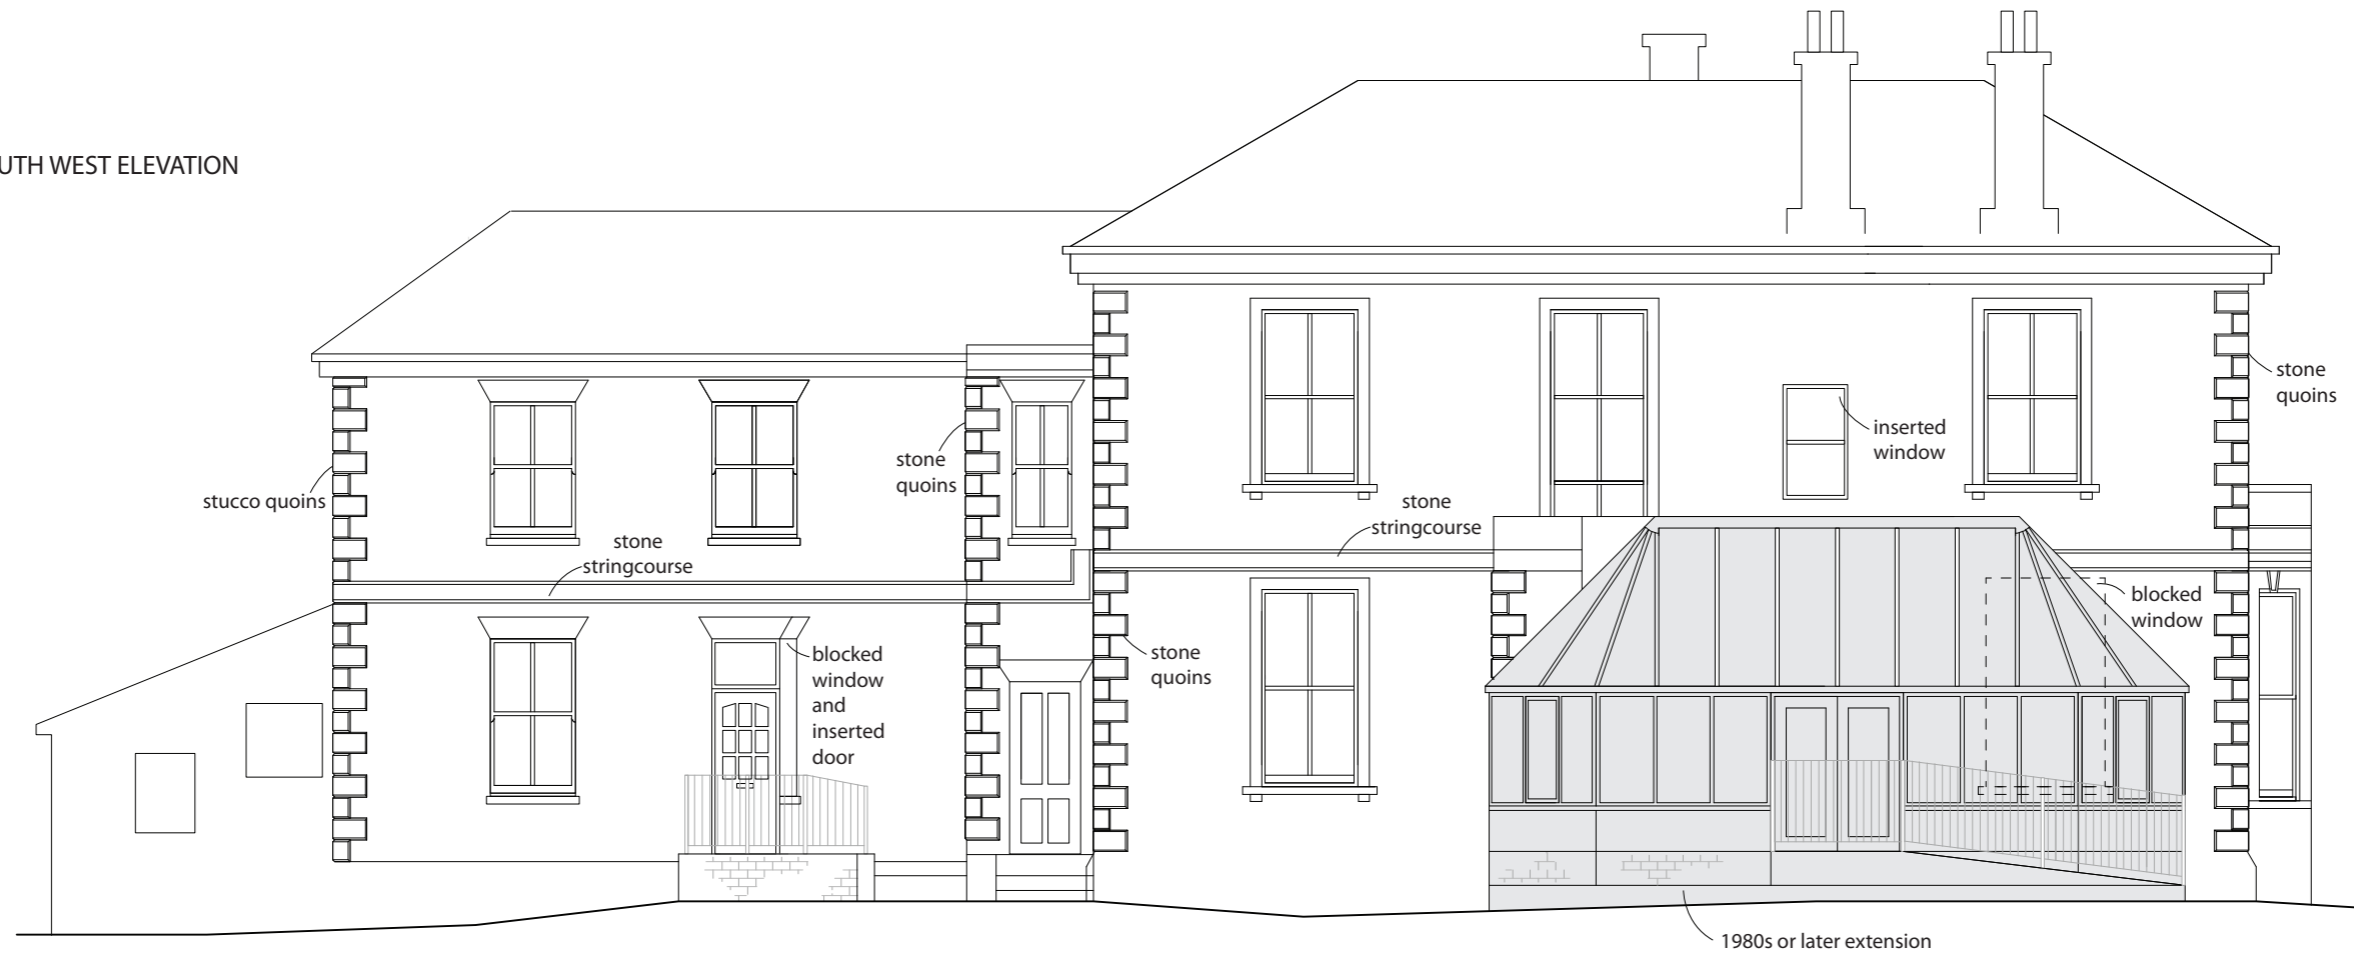 UTH WEST ELEVATION
stone
quoins
inserted
window
stone
quoins
stucco quoins
stone
stringcourse
stone
stringcourse
blocked
window
stone
quoins
blocked
window
and
inserted
door
1980s or later extension